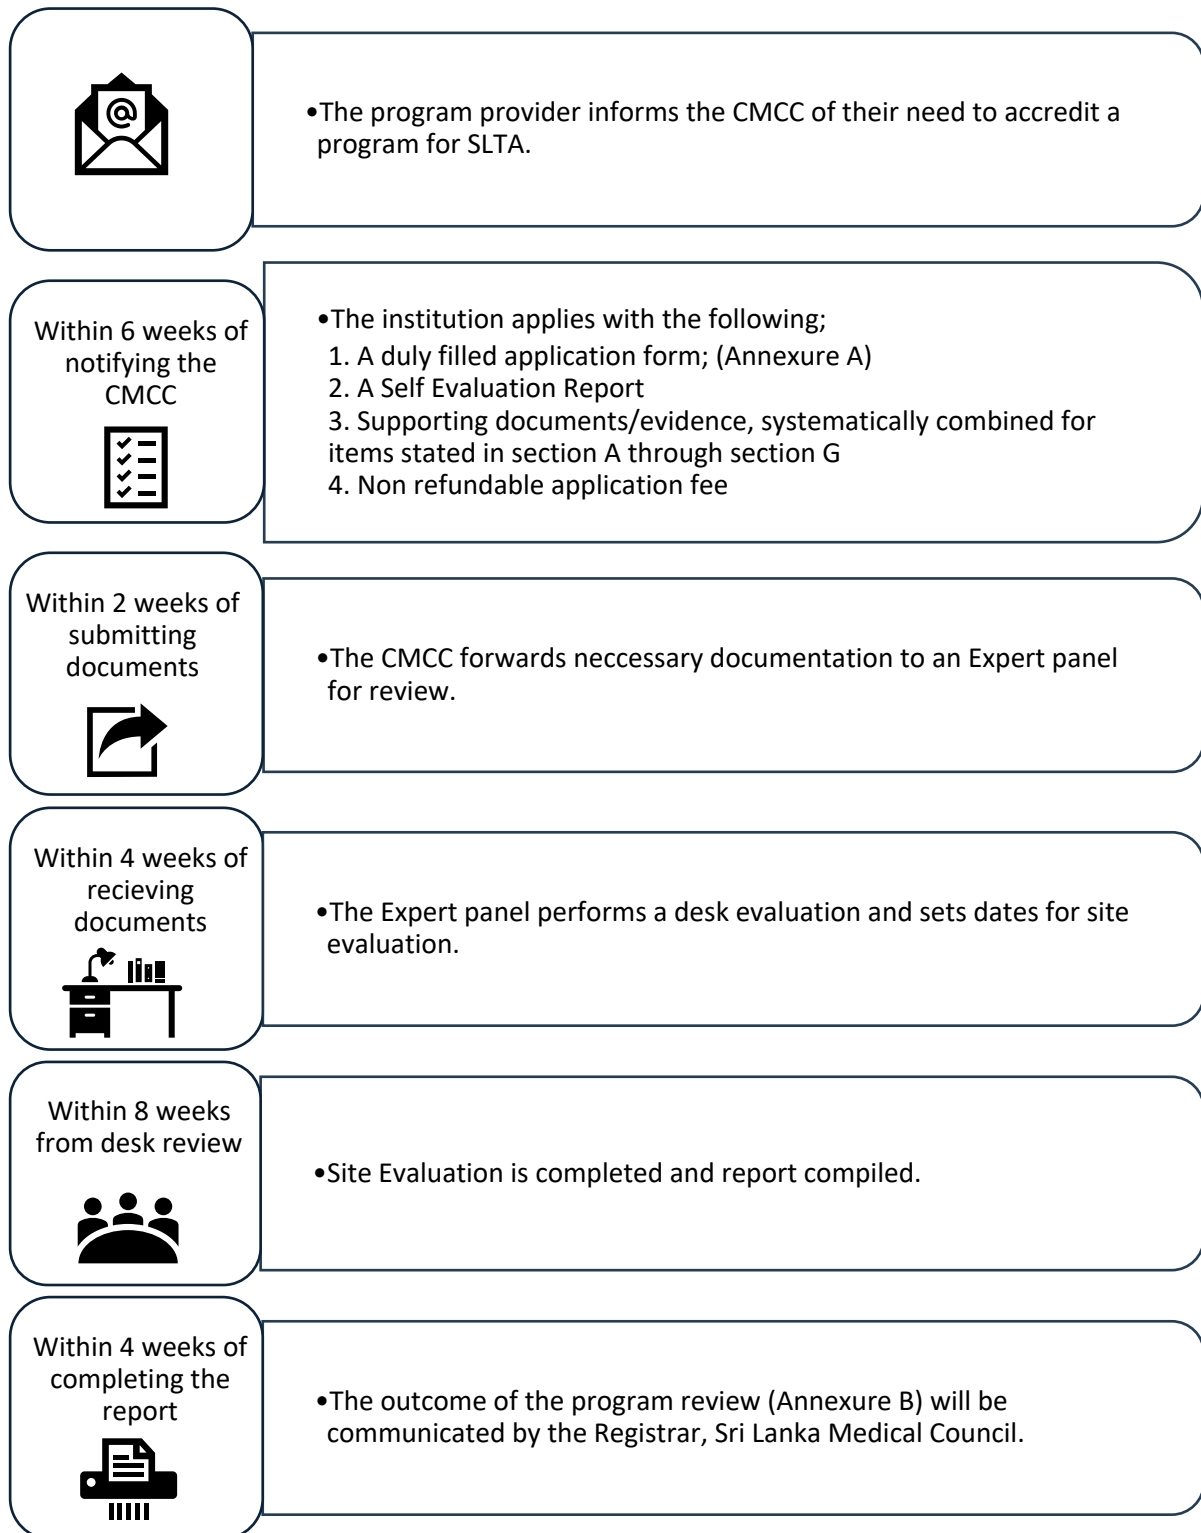 @
•The program provider informs the CMCC of their need to accredit a
program for SLTA.
Within 6 weeks of
notifying the
CMCC
•The institution applies with the following;
1. A duly filled application form; (Annexure A)
2. A Self Evaluation Report
3. Supporting documents/evidence, systematically combined for
items stated in section A through section G
4. Non refundable application fee
Within 2 weeks of
submitting
documents
•The CMCC forwards neccessary documentation to an Expert panel
for review.
Within 4 weeks of
recieving
documents
•The Expert panel performs a desk evaluation and sets dates for site
evaluation.
Within 8 weeks
from desk review
•Site Evaluation is completed and report compiled.
Within 4 weeks of
completing the
report
•The outcome of the program review (Annexure B) will be
communicated by the Registrar, Sri Lanka Medical Council.